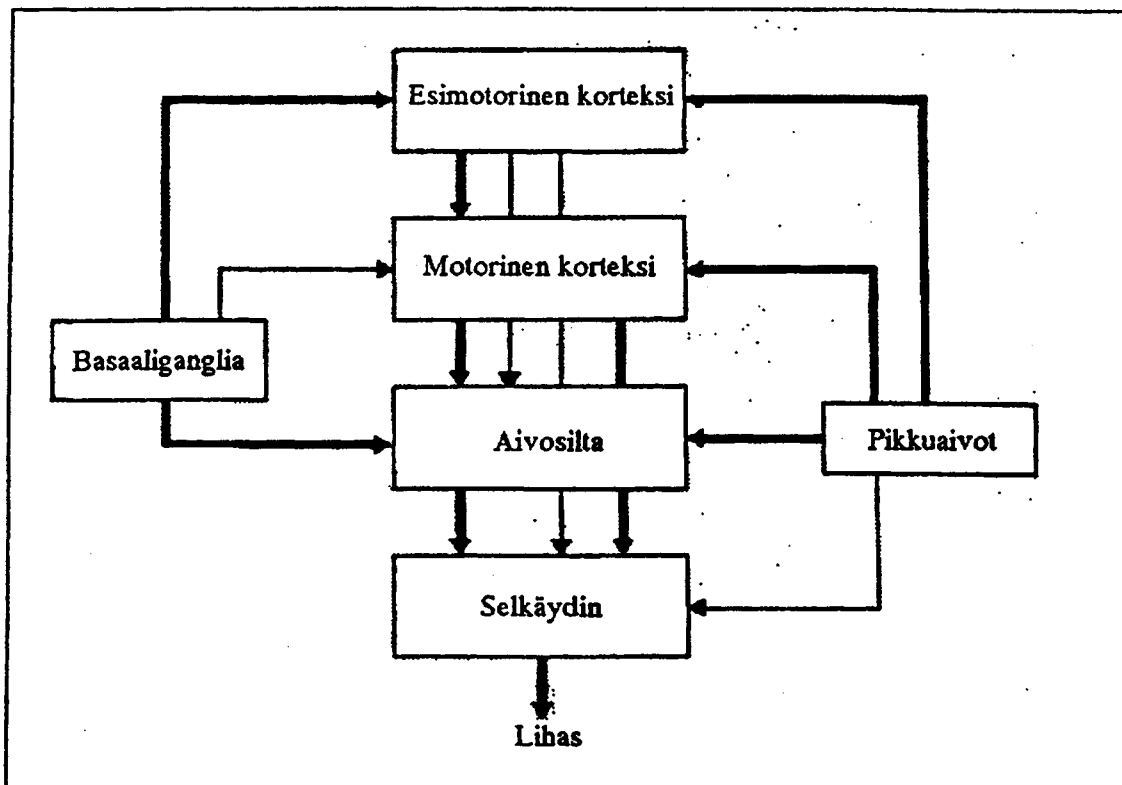 Esimotorinen korteksi
Motorinen korteksi
Basaaliganglia
Aivosilta
Pikkuaivot
Selkäydin
Lihas